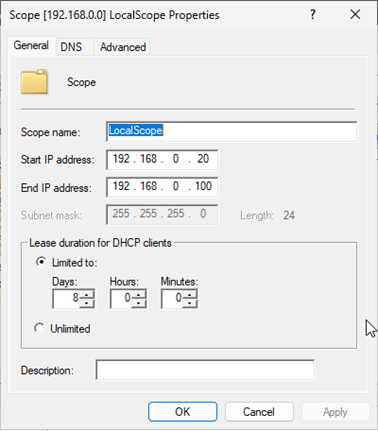 Scope [192.168.0.0] LocalScope Properties
?
General DNS Advanced
Scope
Scope name: LocalScope
Start IP address: 192 . 168 . 0 . 20
End IP address: 192 . 168 . 0 . 100
Subnet mask: 255 . 255 . 255 . 0 Length: 24
Lease duration for DHCP clients
Limited to:
Days: Hours: Minutes:
8 0 0
Unlimited
Description:
OK Cancel Apply